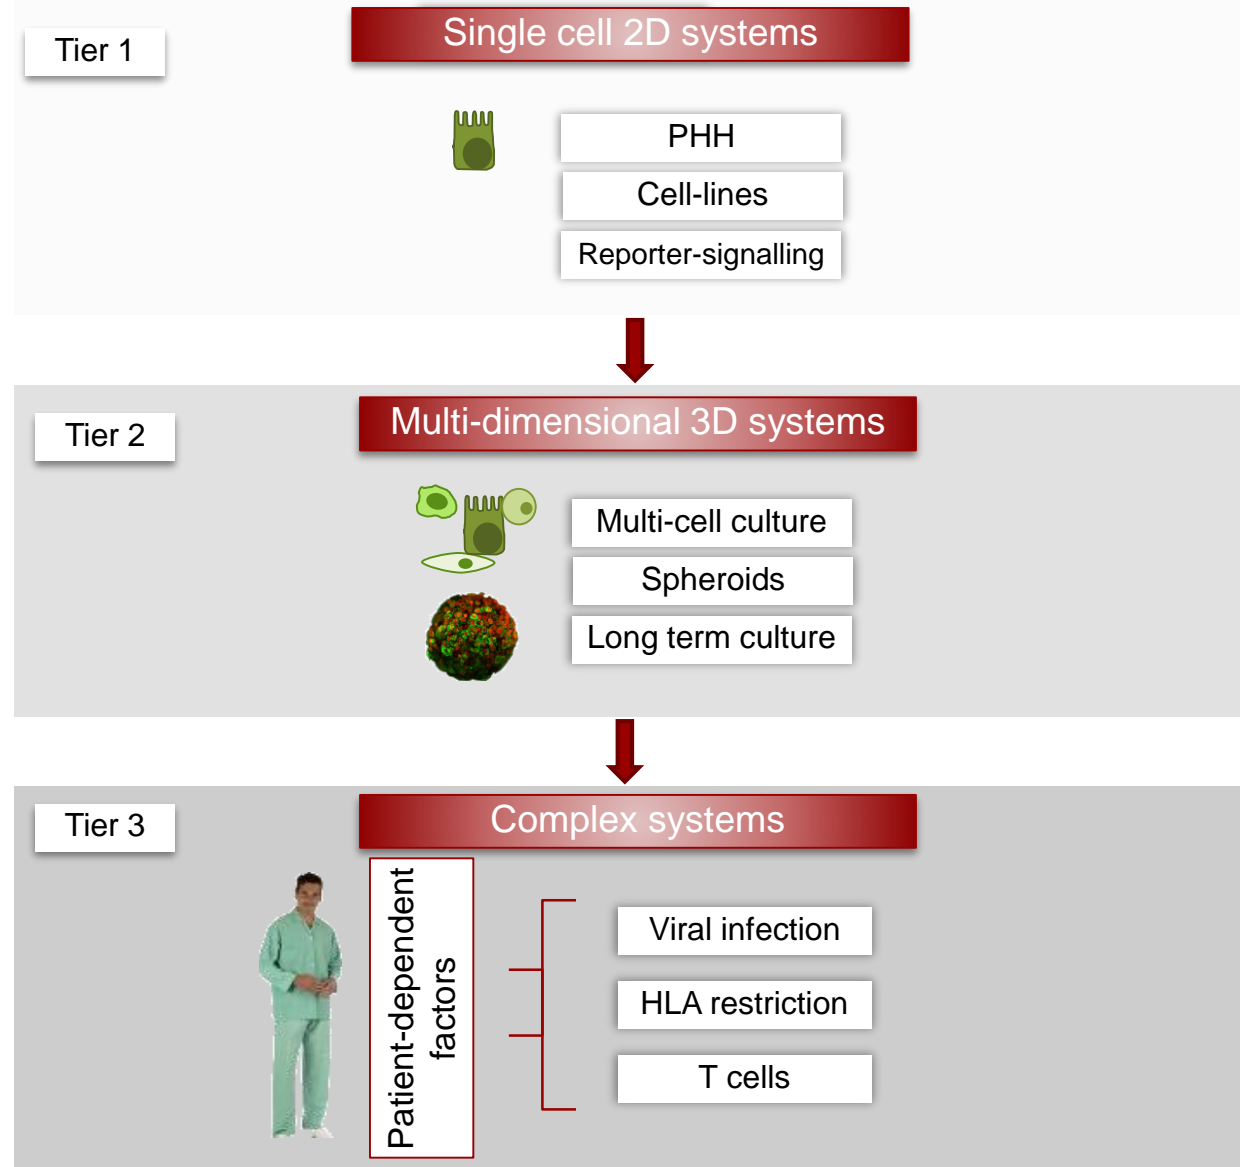 Tier 1
Single cell 2D systems
PHH
Cell-lines
Reporter-signalling
Tier 2
Multi-dimensional 3D systems
Multi-cell culture
Spheroids
Long term culture
Tier 3
Complex systems
Patient-dependent
factors
Viral infection
HLA restriction
T cells